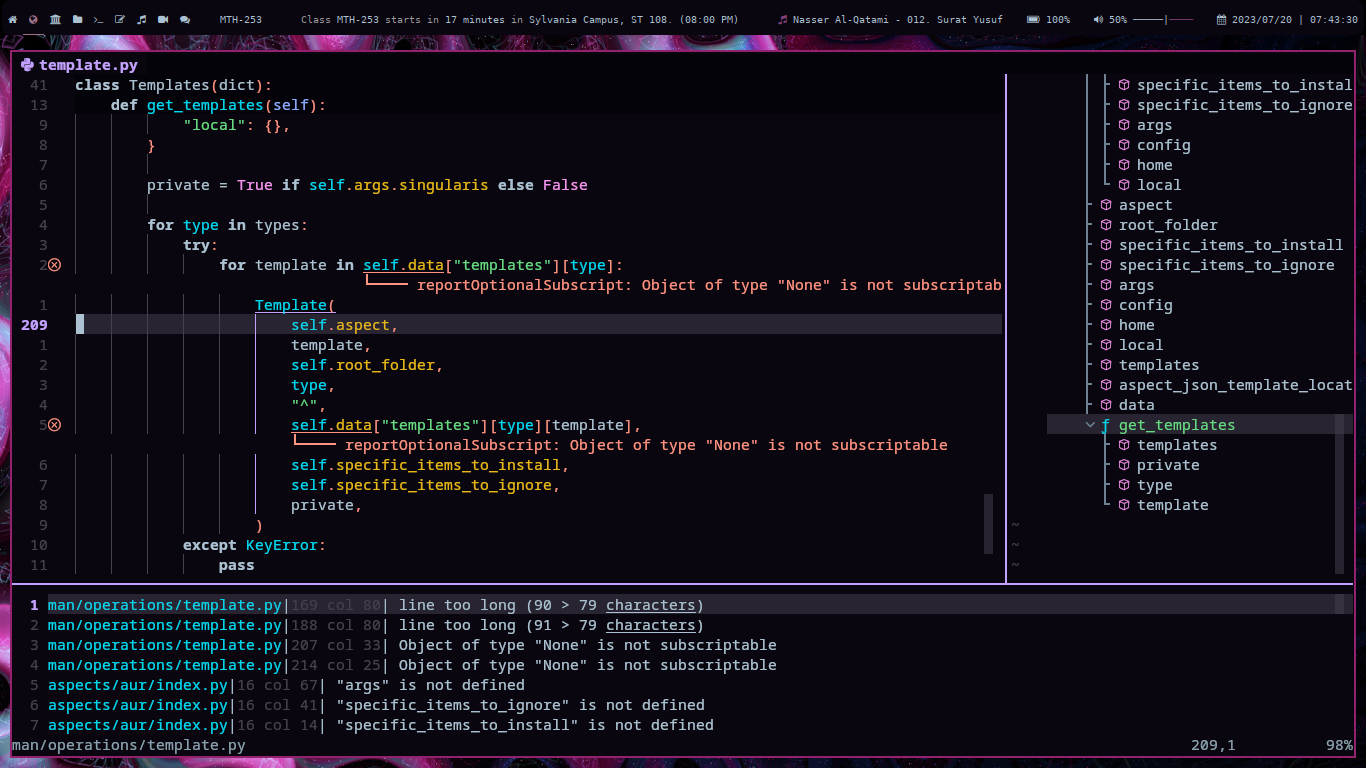 MTH-253 Class MTH-253 starts in 17 minutes in Sylvania Campus, ST 108. (08:00 PM) Nasser Al-Qatami - 012. Surat Yusuf 100% 50% 2023/07/20 | 07:43:30
template.py
41 class Templates(dict):
13 def get_templates(self):
9 "local": {},
8 }
7
6 private = True if self.args.singularis else False
5
4 for type in types:
3 try:
2 for template in self.data["templates"][type]:
reportOptionalSubscript: Object of type "None" is not subscriptab
1 Template(
209 self.aspect,
1 template,
2 self.root_folder,
3 type,
4 "^",
5 self.data["templates"][type][template],
reportOptionalSubscript: Object of type "None" is not subscriptable
6 self.specific_items_to_install,
7 self.specific_items_to_ignore,
8 private,
9 )
10 except KeyError:
11 pass
specific_items_to_instal
specific_items_to_ignore
args
config
home
local
aspect
root_folder
specific_items_to_install
specific_items_to_ignore
args
config
home
local
templates
aspect_json_template_locat
data
ƒ get_templates
templates
private
type
template
~
~
~
1 man/operations/template.py|169 col 80| line too long (90 > 79 characters)
2 man/operations/template.py|188 col 80| line too long (91 > 79 characters)
3 man/operations/template.py|207 col 33| Object of type "None" is not subscriptable
4 man/operations/template.py|214 col 25| Object of type "None" is not subscriptable
5 aspects/aur/index.py|16 col 67| "args" is not defined
6 aspects/aur/index.py|16 col 41| "specific_items_to_ignore" is not defined
7 aspects/aur/index.py|16 col 14| "specific_items_to_install" is not defined
man/operations/template.py 209,1 98%